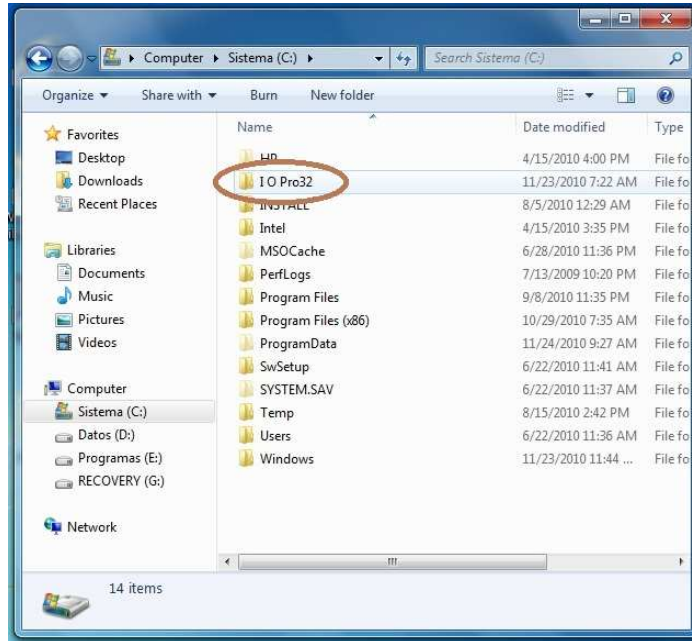 Computer ▸ Sistema (C:) ▸
Search Sistema (C:)
Organize ▾ Share with ▾ Burn New folder
Name Date modified Type
Favorites
Desktop
Downloads
Recent Places
Libraries
Documents
Music
Pictures
Videos
Computer
Sistema (C:)
Datos (D:)
Programas (E:)
RECOVERY (G:)
Network
HP 4/15/2010 4:00 PM File fo
I O Pro32 11/23/2010 7:22 AM File fo
INSTALL 8/5/2010 12:29 AM File fo
Intel 4/15/2010 3:35 PM File fo
MSOCache 6/28/2010 11:36 PM File fo
PerfLogs 7/13/2009 10:20 PM File fo
Program Files 9/8/2010 11:35 PM File fo
Program Files (x86) 10/29/2010 7:35 AM File fo
ProgramData 11/24/2010 9:27 AM File fo
SwSetup 6/22/2010 11:41 AM File fo
SYSTEM.SAV 6/22/2010 11:37 AM File fo
Temp 8/15/2010 2:42 PM File fo
Users 6/22/2010 11:36 AM File fo
Windows 11/23/2010 11:44 ... File fo
14 items